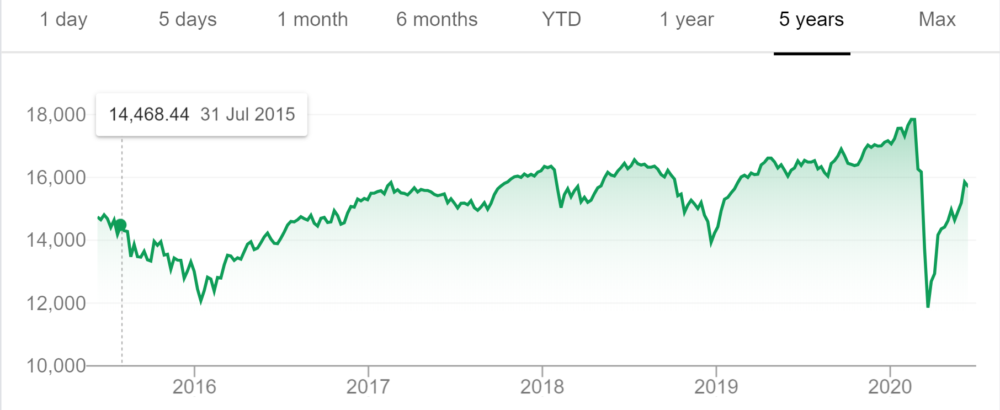 1 day 5 days 1 month 6 months YTD 1 year 5 years Max
14,468.44 31 Jul 2015
18,000
16,000
14,000
12,000
10,000
2016 2017 2018 2019 2020